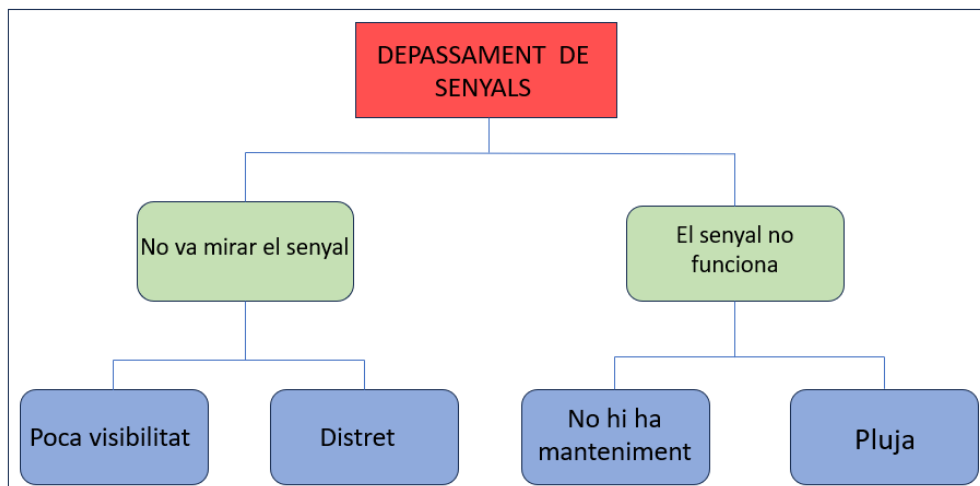 DEPASSAMENT DE
SENYALS
No va mirar el senyal
El senyal no
funciona
Poca visibilitat
Distret
No hi ha
manteniment
Pluja